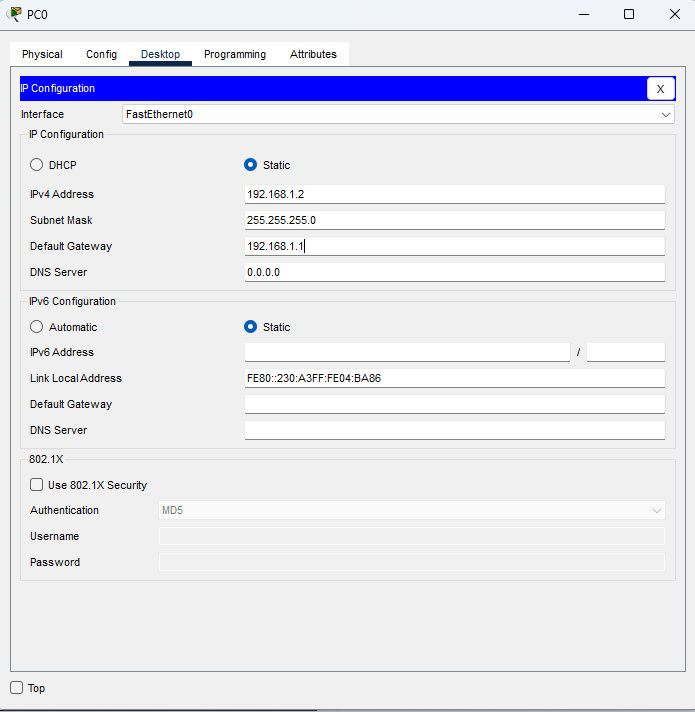 PC0
Physical Config Desktop Programming Attributes
IP Configuration X
Interface FastEthernet0
IP Configuration
DHCP Static
IPv4 Address 192.168.1.2
Subnet Mask 255.255.255.0
Default Gateway 192.168.1.1
DNS Server 0.0.0.0
IPv6 Configuration
Automatic Static
IPv6 Address /
Link Local Address FE80::230:A3FF:FE04:BA86
Default Gateway
DNS Server
802.1X
Use 802.1X Security
Authentication MD5
Username
Password
Top